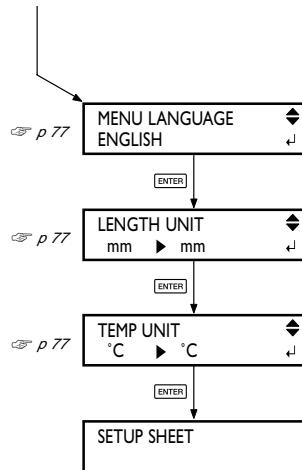 ☞ p 77
MENU LANGUAGE
ENGLISH
ENTER
☞ p 77
LENGTH UNIT
mm ▶ mm
ENTER
☞ p 77
TEMP UNIT
˚C ▶ ˚C
ENTER
SETUP SHEET